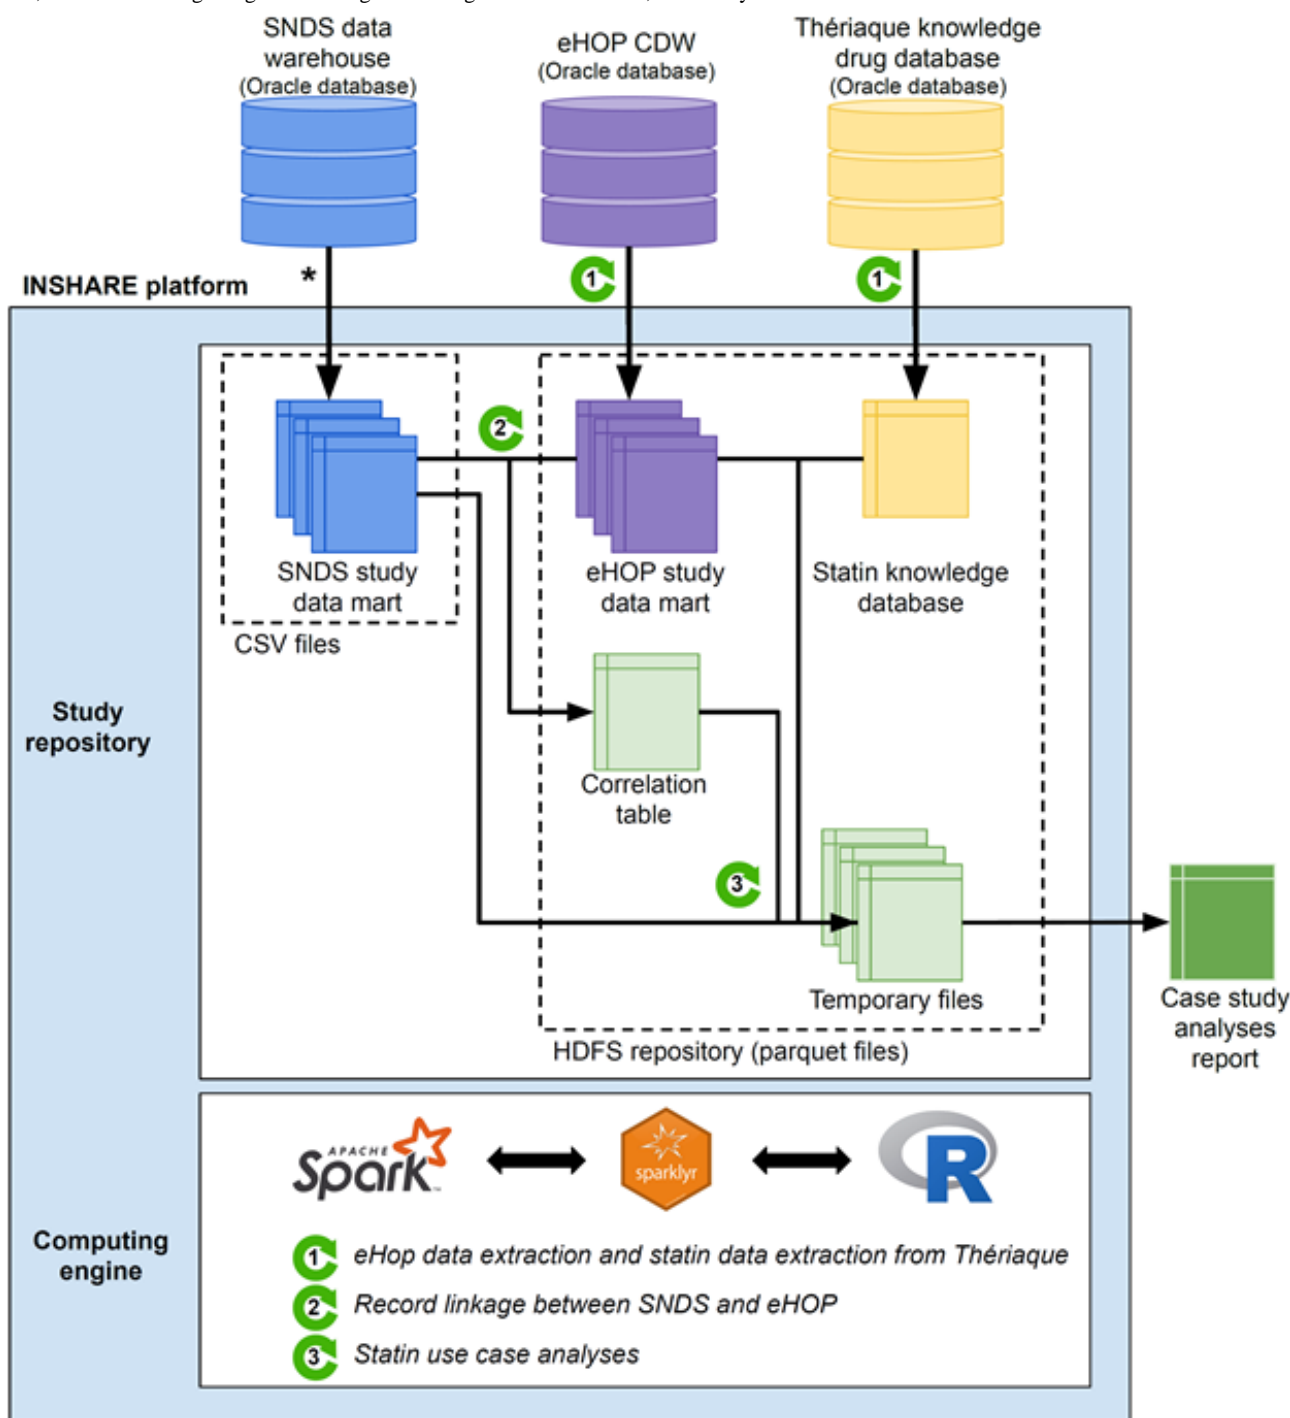 SNDS data
warehouse
(Oracle database)
eHOP CDW
(Oracle database)
Thériaque knowledge
drug database
(Oracle database)
*
1
1
INSHARE platform
2
SNDS study
data mart
eHOP study
data mart
Statin knowledge
database
CSV files
Study
repository
Correlation
table
3
Temporary files
HDFS repository (parquet files)
Case study
analyses
report
APACHE
Spark™
sparklyr
R
Computing
engine
1 eHop data extraction and statin data extraction from Thériaque
2 Record linkage between SNDS and eHOP
3 Statin use case analyses